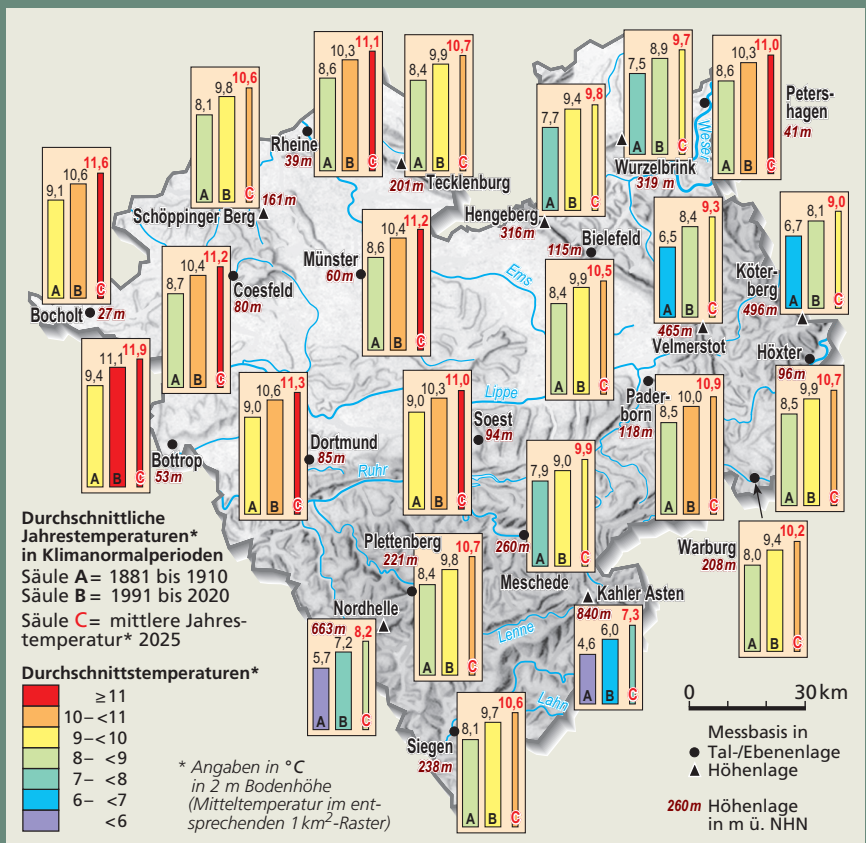 8,6
10,3
11,1
A
B
C
Rheine
39 m
8,4
9,9
10,7
A
B
C
201 m
Tecklenburg
7,5
8,9
9,7
A
B
C
Wurzelbrink
319 m
Weser
8,6
10,3
11,0
A
B
C
Peters-
hagen
41 m
8,1
9,8
10,6
A
B
C
Schöppinger Berg
161 m
7,7
9,4
9,8
A
B
C
Hengeberg
316 m
9,1
10,6
11,6
A
B
C
Bocholt
27 m
8,7
10,4
11,2
A
B
C
Coesfeld
80 m
Münster
60 m
8,6
10,4
11,2
A
B
C
Ems
115 m
Bielefeld
8,4
9,9
10,5
A
B
C
6,5
8,4
9,3
A
B
C
465 m
Velmerstot
6,7
8,1
9,0
A
B
C
Köter-
berg
496 m
Höxter
96 m
8,5
9,9
10,7
A
B
C
9,4
11,1
11,9
A
B
C
Bottrop
53 m
9,0
10,6
11,3
A
B
C
Dortmund
85 m
Lippe
Ruhr
9,0
10,3
11,0
A
B
C
Soest
94 m
Pader-
born
118 m
8,5
10,0
10,9
A
B
C
7,9
9,0
9,9
A
B
C
260 m
Meschede
8,0
9,4
10,2
A
B
C
Warburg
208 m
Plettenberg
221 m
8,4
9,8
10,7
A
B
C
Nordhelle
663 m
5,7
7,2
8,2
A
B
C
Lenne
Kahler Asten
840 m
4,6
6,0
7,3
A
B
C
Lahn
Siegen
238 m
8,1
9,7
10,6
A
B
C
Durchschnittliche
Jahrestemperaturen*
in Klimanormalperioden
Säule A = 1881 bis 1910
Säule B = 1991 bis 2020
Säule C = mittlere Jahres-
temperatur* 2025
Durchschnittstemperaturen*
≥ 11
10 – < 11
9 – < 10
8 – < 9
7 – < 8
6 – < 7
< 6
* Angaben in °C
in 2 m Bodenhöhe
(Mitteltemperatur im ent-
sprechenden 1 km²-Raster)
0 30 km
Messbasis in
Tal-/Ebenenlage
Höhenlage
260 m Höhenlage
in m ü. NHN